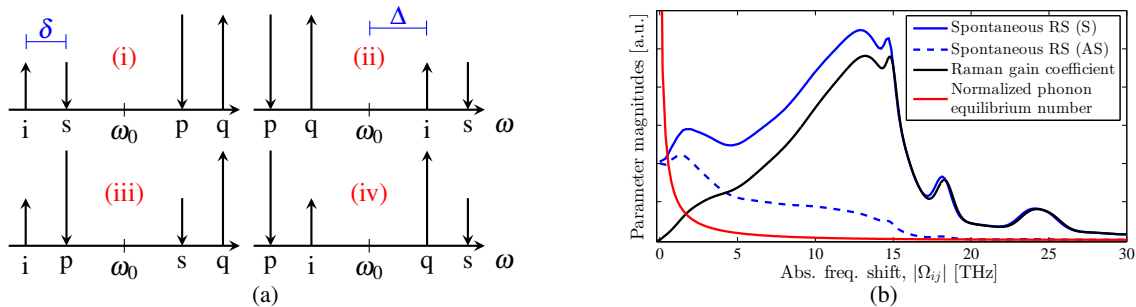 δ
(i)
i s ω₀ p q
Δ
(ii)
p q ω₀ i s ω
(iii)
i p ω₀ s q
(iv)
p i ω₀ q s ω
(a)
Parameter magnitudes [a.u.]
Spontaneous RS (S)
Spontaneous RS (AS)
Raman gain coefficient
Normalized phonon
equilibrium number
0 5 10 15 20 25 30
Abs. freq. shift, |Ωᵢⱼ| [THz]
(b)